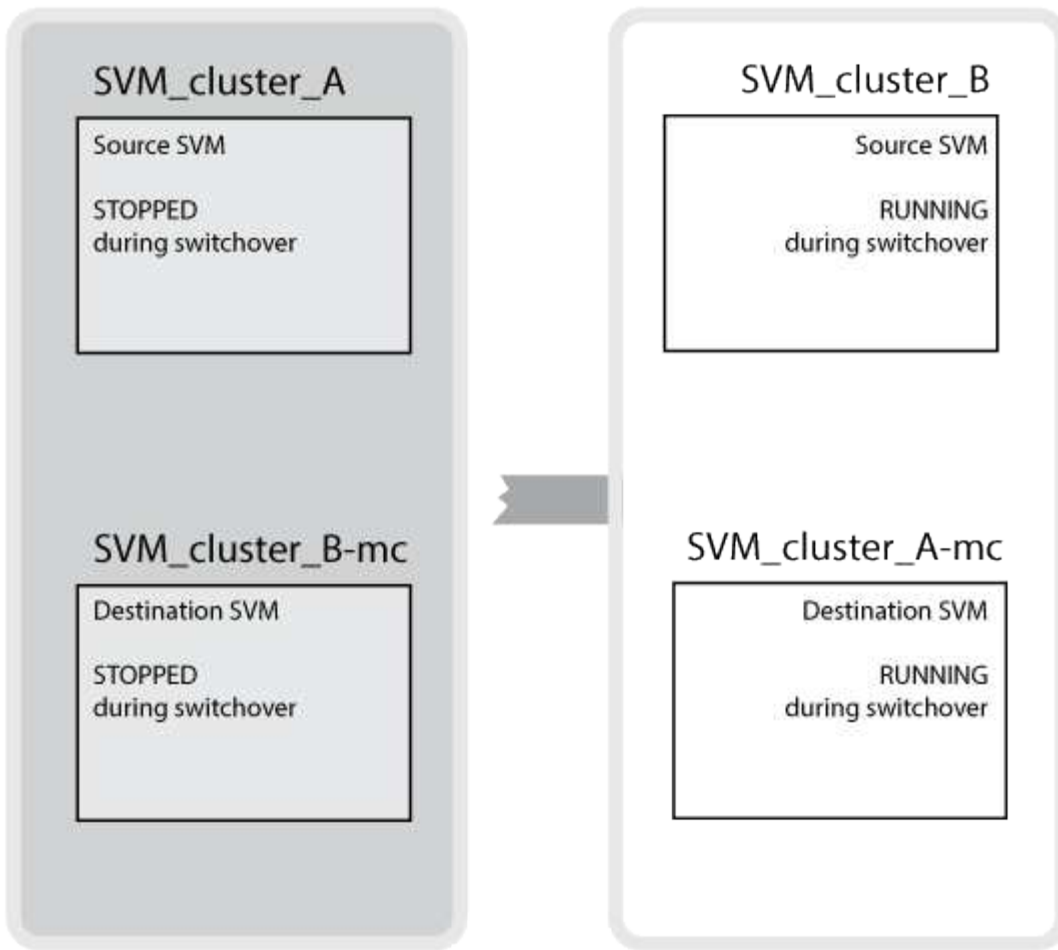 SVM_cluster_A
Source SVM
STOPPED
during switchover
SVM_cluster_B-mc
Destination SVM
STOPPED
during switchover
SVM_cluster_B
Source SVM
RUNNING
during switchover
SVM_cluster_A-mc
Destination SVM
RUNNING
during switchover